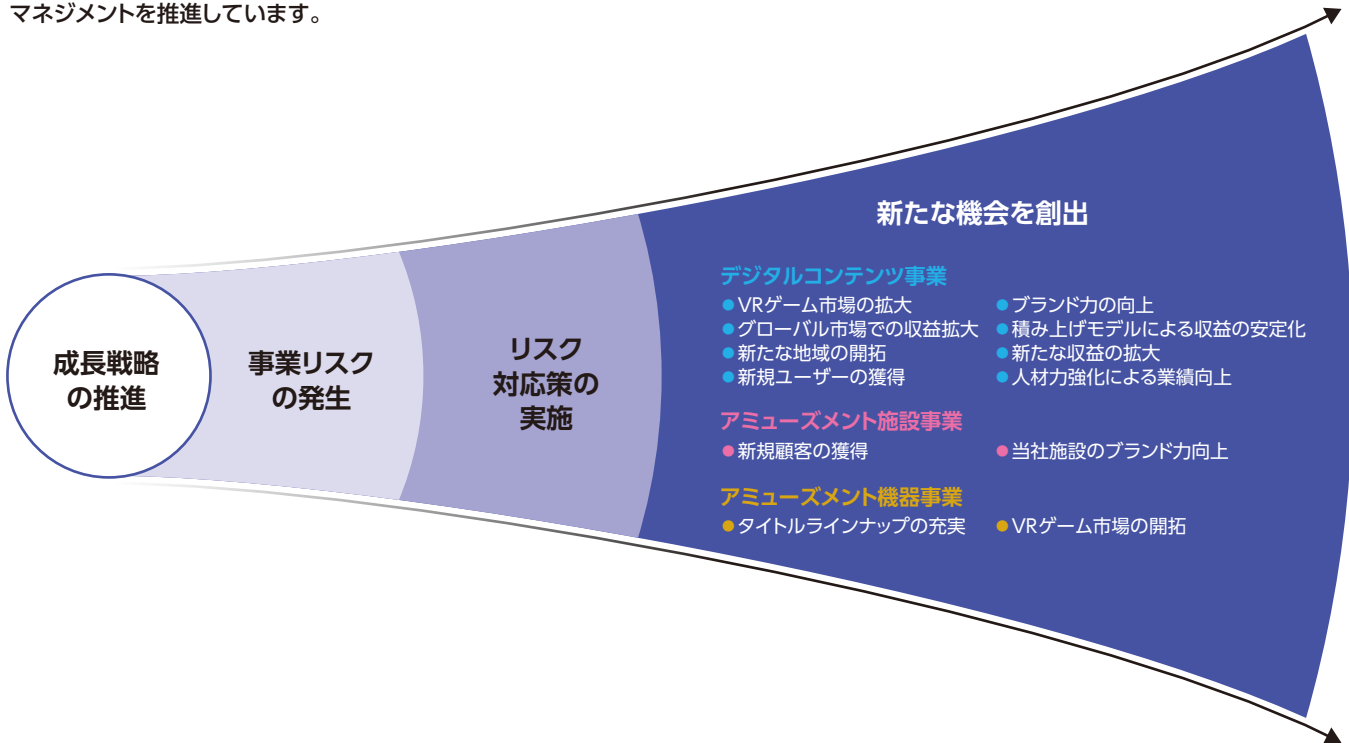 マネジメントを推進しています。
成長戦略
の推進
事業リスク
の発生
リスク
対応策の
実施
新たな機会を創出
デジタルコンテンツ事業
●VRゲーム市場の拡大
●グローバル市場での収益拡大
●新たな地域の開拓
●新規ユーザーの獲得
●ブランド力の向上
●積み上げモデルによる収益の安定化
●新たな収益の拡大
●人材力強化による業績向上
アミューズメント施設事業
●新規顧客の獲得
●当社施設のブランド力向上
アミューズメント機器事業
●タイトルラインナップの充実
●VRゲーム市場の開拓